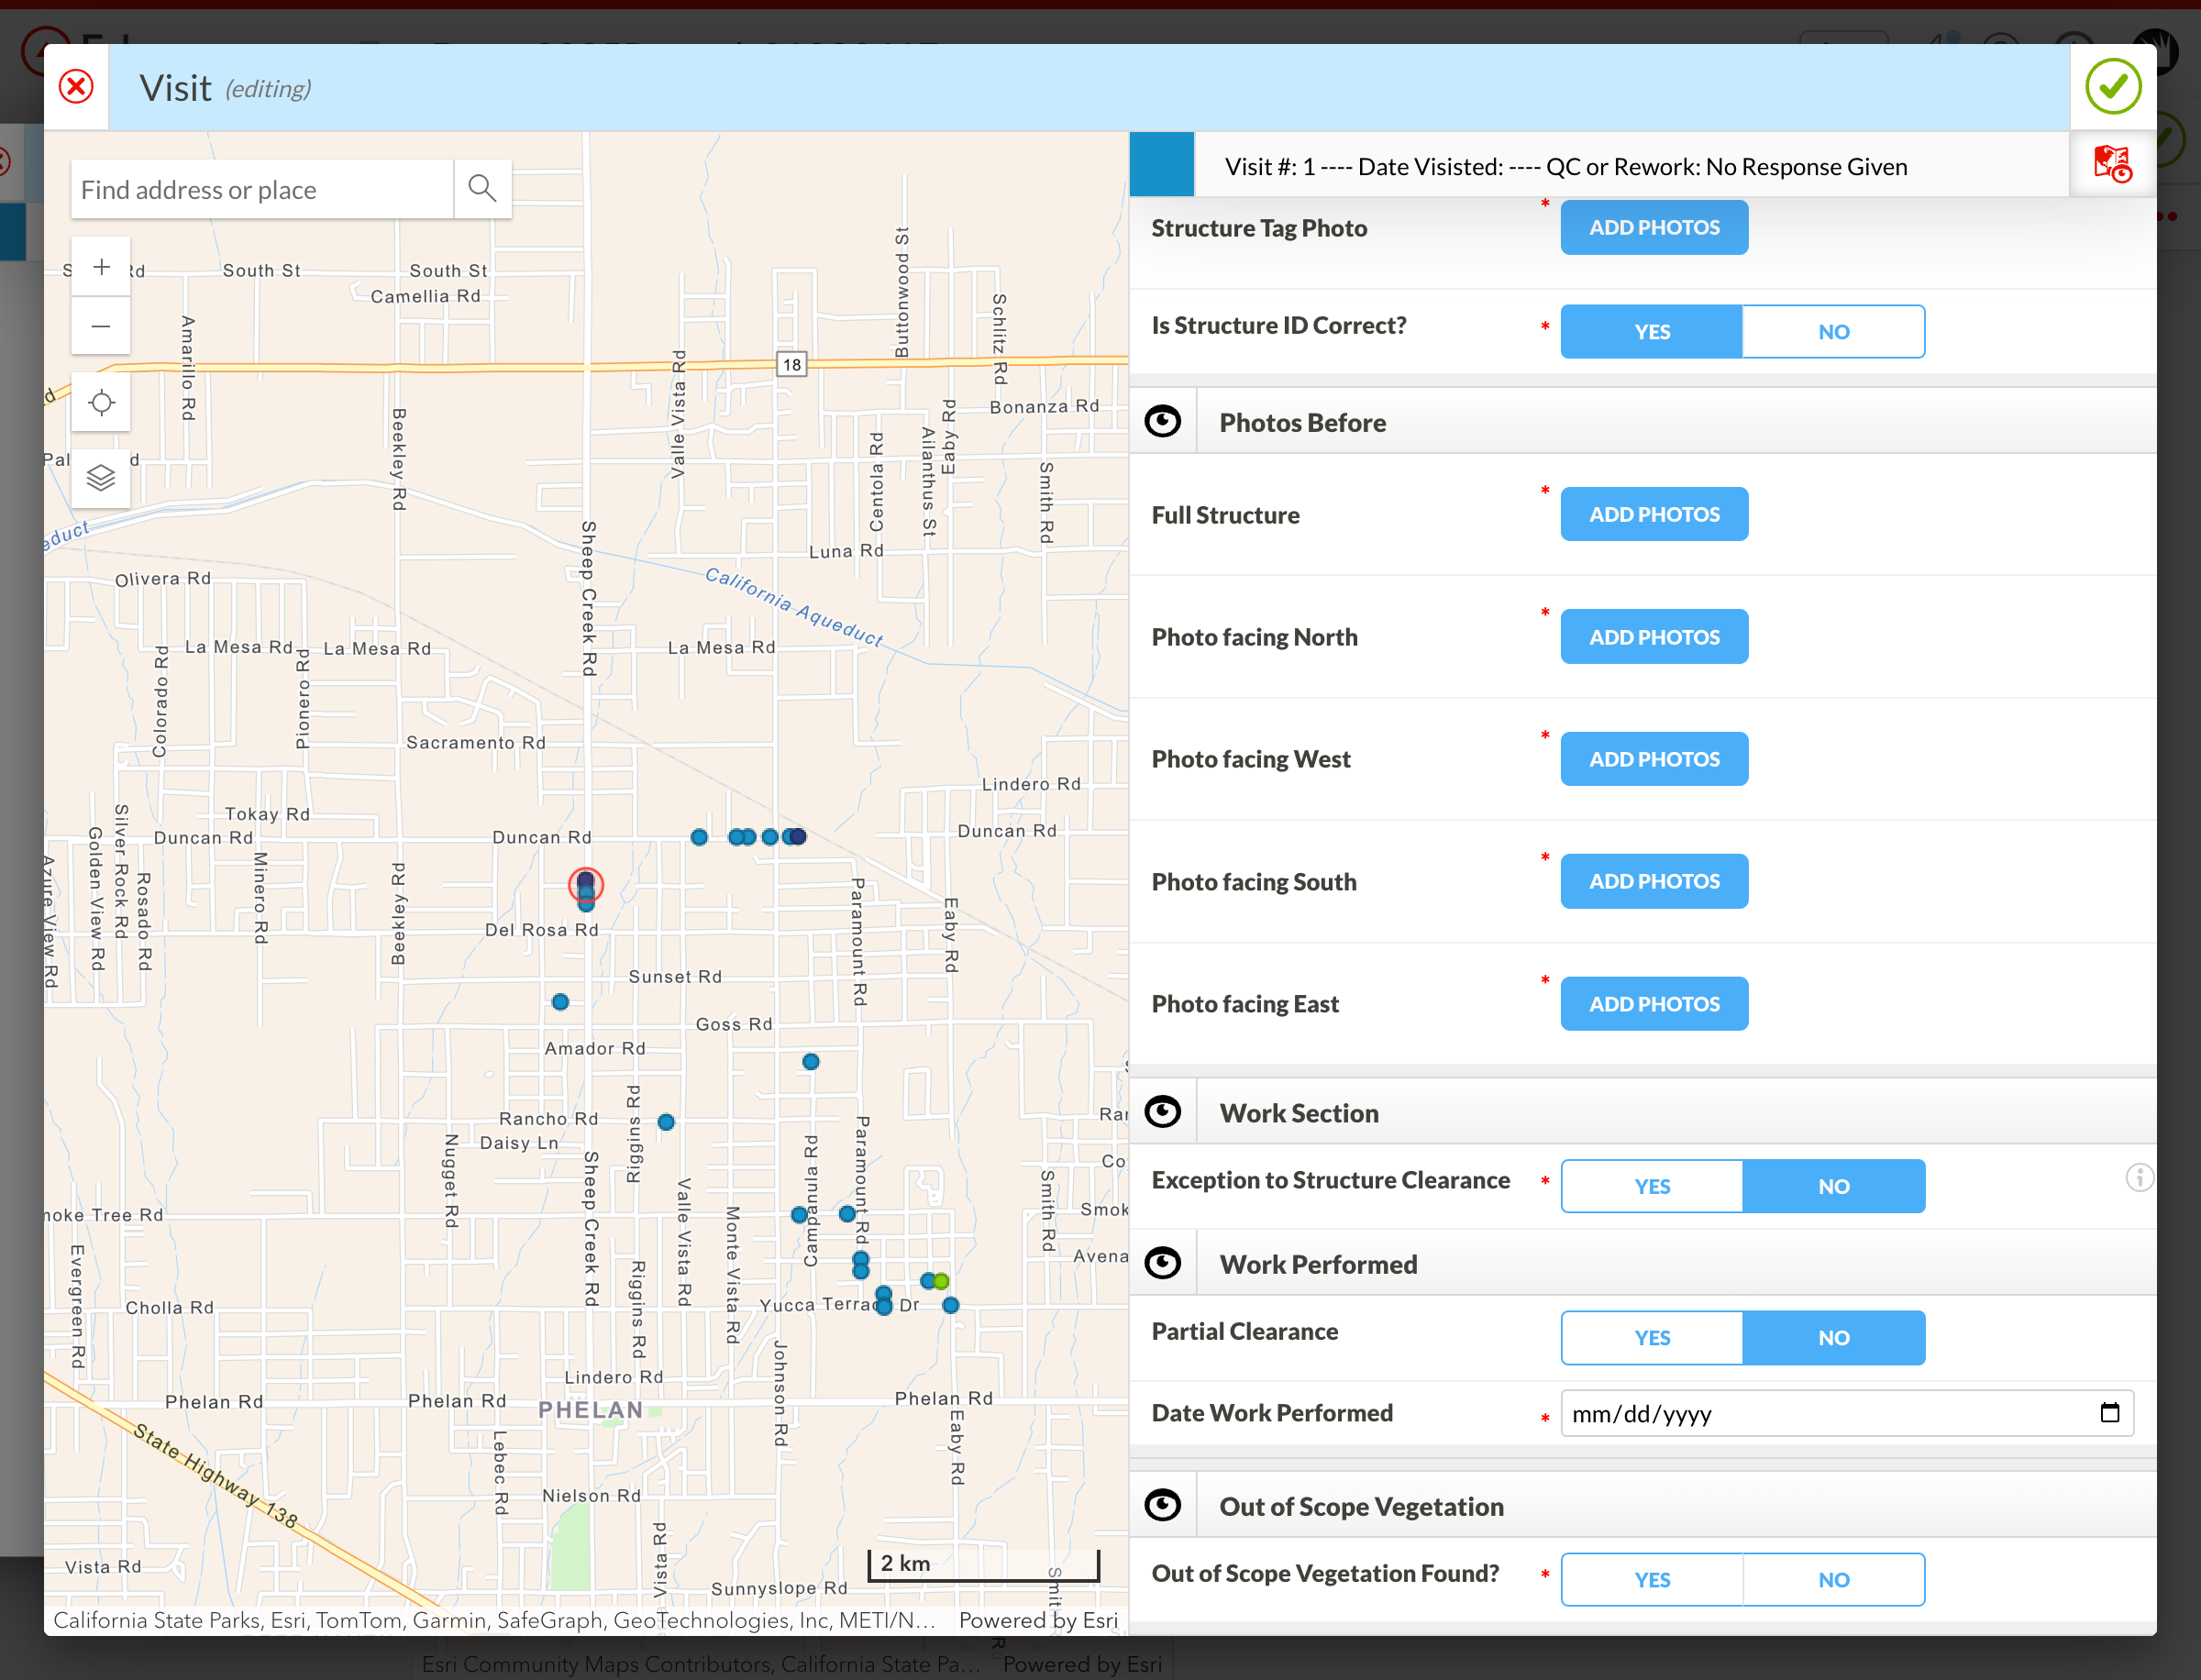 Visit (editing)
Find address or place
Visit #: 1 ---- Date Visisted: ---- QC or Rework: No Response Given
Structure Tag Photo
* ADD PHOTOS
Is Structure ID Correct?
* YES NO
Photos Before
Full Structure
* ADD PHOTOS
Photo facing North
* ADD PHOTOS
Photo facing West
* ADD PHOTOS
Photo facing South
* ADD PHOTOS
Photo facing East
* ADD PHOTOS
Work Section
Exception to Structure Clearance
* YES NO
Work Performed
Partial Clearance
YES NO
Date Work Performed
* mm/dd/yyyy
Out of Scope Vegetation
Out of Scope Vegetation Found?
* YES NO
South St
South St
Camellia Rd
Amarillo Rd
Beekley Rd
Valle Vista Rd
18
Buttonwood St
Schlitz Rd
Bonanza Rd
Eaby Rd
Ailanthus St
Centola Rd
Smith Rd
Luna Rd
Sheep Creek Rd
California Aqueduct
Olivera Rd
La Mesa Rd
La Mesa Rd
La Mesa Rd
Colorado Rd
Pionero Rd
Sacramento Rd
Lindero Rd
Tokay Rd
Duncan Rd
Duncan Rd
Duncan Rd
Silver Rock Rd
Golden View Rd
Azure View Rd
Rosado Rd
Minero Rd
Beekley Rd
Del Rosa Rd
Paramount Rd
Eaby Rd
Sunset Rd
Goss Rd
Amador Rd
Rancho Rd
Daisy Ln
Riggins Rd
Nugget Rd
Sheep Creek Rd
Valle Vista Rd
Monte Vista Rd
Caughnula Rd
Paramount Rd
Smith Rd
moke Tree Rd
Smok
Avena
Evergreen Rd
Cholla Rd
Riggins Rd
Yucca Terrace Dr
Johnson Rd
Lindero Rd
Phelan Rd
Phelan Rd
PHELAN
Phelan Rd
Eaby Rd
State Highway 138
Lebec Rd
Nielson Rd
Vista Rd
Vista Rd
Sunnyslope Rd
2 km
California State Parks, Esri, TomTom, Garmin, SafeGraph, GeoTechnologies, Inc, METI/N... Powered by Esri
Esri Community Maps Contributors, California State Pa... Powered by Esri